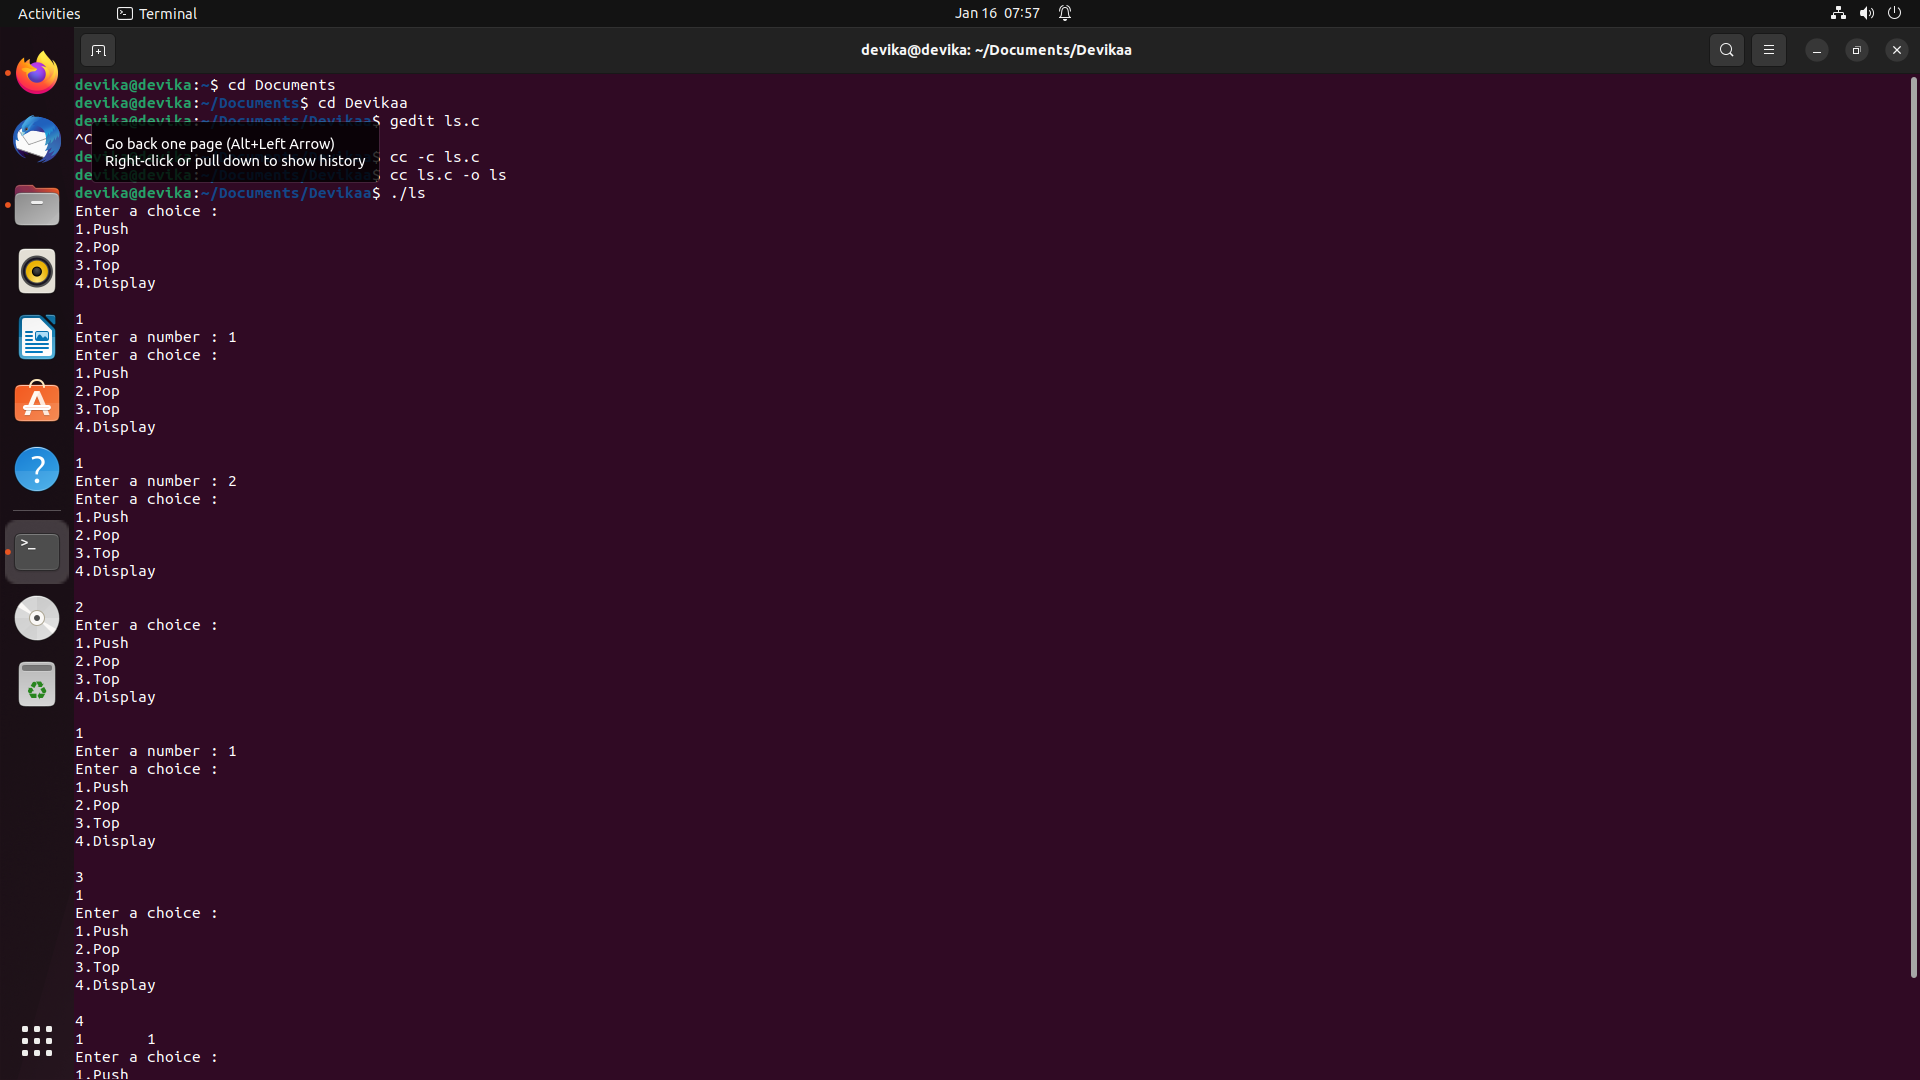 Activities
Terminal
Jan 16 07:57
devika@devika: ~/Documents/Devikaa
devika@devika:~$ cd Documents
devika@devika:~/Documents$ cd Devikaa
devika@devika:~/Documents/Devikaa$ gedit ls.c
^C
Go back one page (Alt+Left Arrow)
Right-click or pull down to show history
$ cc -c ls.c
devika@devika:~/Documents/Devikaa$ cc ls.c -o ls
devika@devika:~/Documents/Devikaa$ ./ls
Enter a choice :
1.Push
2.Pop
3.Top
4.Display
1
Enter a number : 1
Enter a choice :
1.Push
2.Pop
3.Top
4.Display
1
Enter a number : 2
Enter a choice :
1.Push
2.Pop
3.Top
4.Display
2
Enter a choice :
1.Push
2.Pop
3.Top
4.Display
1
Enter a number : 1
Enter a choice :
1.Push
2.Pop
3.Top
4.Display
3
1
Enter a choice :
1.Push
2.Pop
3.Top
4.Display
4
1 1
Enter a choice :
1.Push